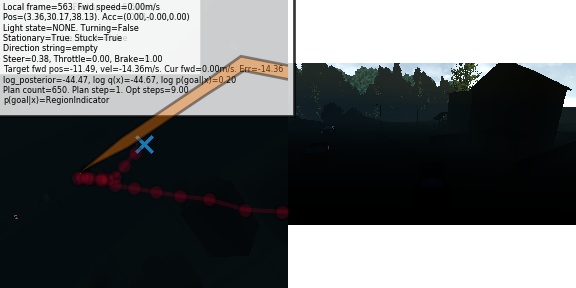 Local frame=563. Fwd speed=0.00m/s
Pos=(3.36,30.17,38.13). Acc=(0.00,-0.00,0.00)
Light state=NONE. Turning=False
Stationary=True. Stuck=True
Direction string=empty
Steer=0.38, Throttle=0.00, Brake=1.00
Target fwd pos=-11.49, vel=-14.36m/s. Cur fwd=0.00m/s. Err=-14.36
log_posterior=-44.47, log q(x)=-44.67, log p(goal|x)=0.20
Plan count=650. Plan step=1. Opt steps=9.00
p(goal|x)=RegionIndicator